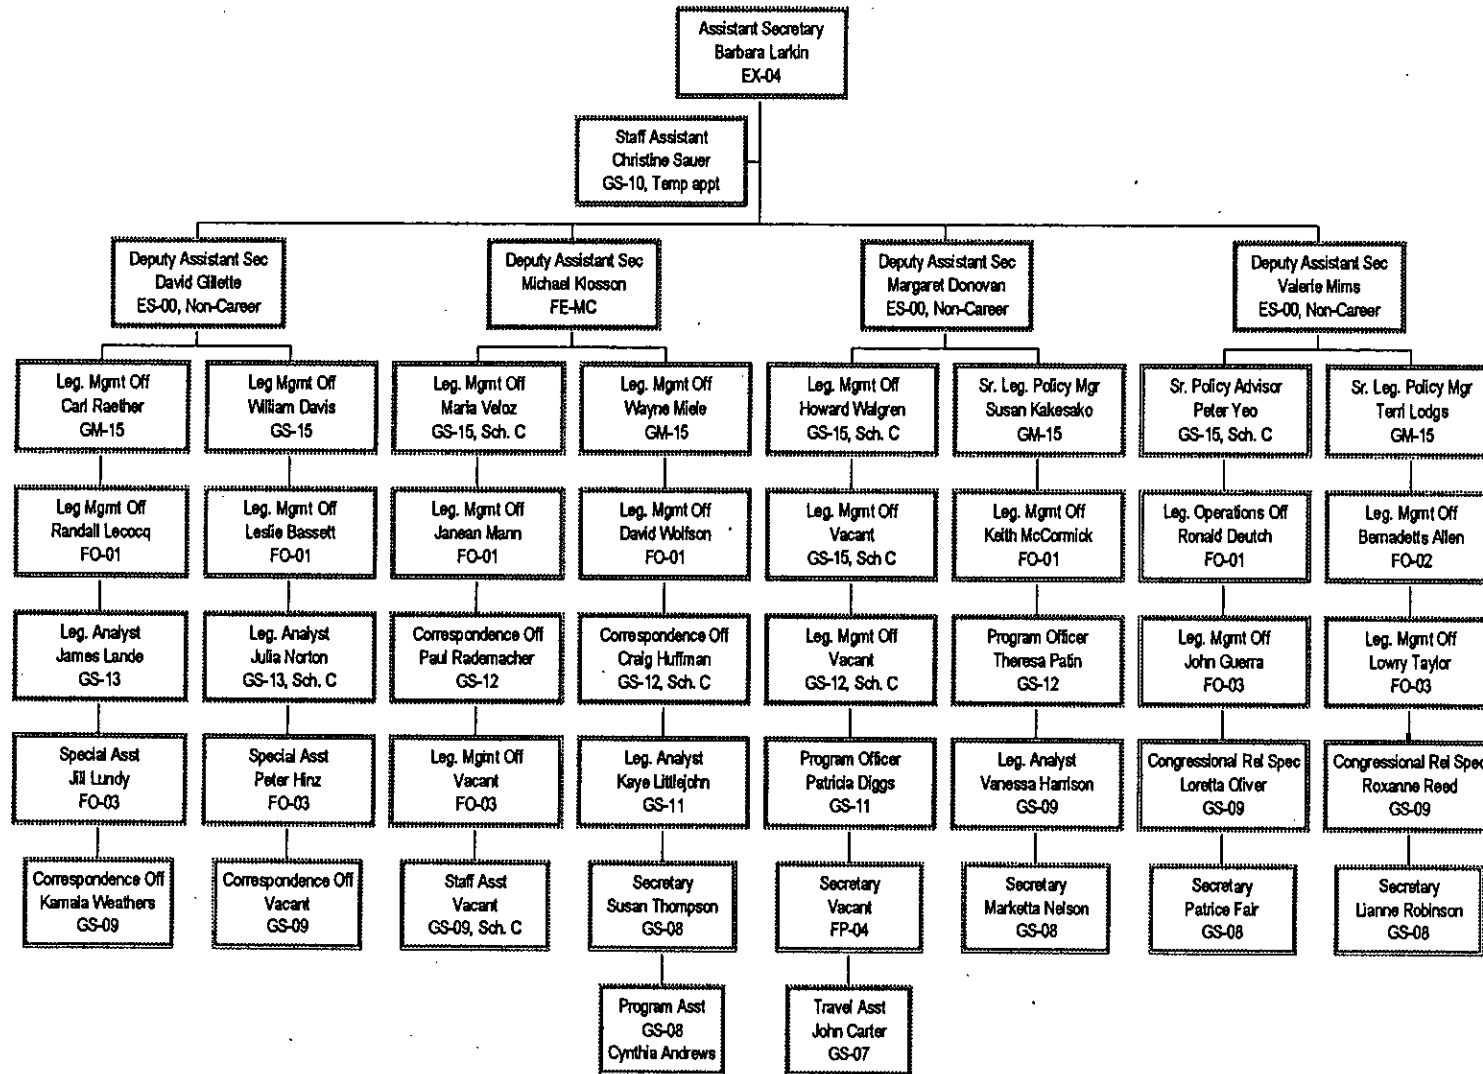 Assistant Secretary
Barbara Larkin
EX-04
Staff Assistant
Christine Sauer
GS-10, Temp appt
Deputy Assistant Sec
David Gillette
ES-00, Non-Career
Deputy Assistant Sec
Michael Klosson
FE-MC
Deputy Assistant Sec
Margaret Donovan
ES-00, Non-Career
Deputy Assistant Sec
Valerie Mims
ES-00, Non-Career
Leg. Mgmt Off
Carl Raether
GM-15
Leg Mgmt Off
William Davis
GS-15
Leg. Mgmt Off
Maria Veloz
GS-15, Sch. C
Leg. Mgmt Off
Wayne Miele
GM-15
Leg. Mgmt Off
Howard Walgren
GS-15, Sch. C
Sr. Leg. Policy Mgr
Susan Kakesako
GM-15
Sr. Policy Advisor
Peter Yeo
GS-15, Sch. C
Sr. Leg. Policy Mgr
Terri Lodge
GM-15
Leg Mgmt Off
Randall Lecocq
FO-01
Leg. Mgmt Off
Leslie Bassett
FO-01
Leg. Mgmt Off
Janean Mann
FO-01
Leg. Mgmt Off
David Wolfson
FO-01
Leg. Mgmt Off
Vacant
GS-15, Sch C
Leg. Mgmt Off
Keith McCormick
FO-01
Leg. Operations Off
Ronald Deutch
FO-01
Leg. Mgmt Off
Bernadetts Allen
FO-02
Leg. Analyst
James Lande
GS-13
Leg. Analyst
Julia Norton
GS-13, Sch. C
Correspondence Off
Paul Rademacher
GS-12
Correspondence Off
Craig Huffman
GS-12, Sch. C
Leg. Mgmt Off
Vacant
GS-12, Sch. C
Program Officer
Theresa Patin
GS-12
Leg. Mgmt Off
John Guerra
FO-03
Leg. Mgmt Off
Lowry Taylor
FO-03
Special Asst
Jill Lundy
FO-03
Special Asst
Peter Hinz
FO-03
Leg. Mgmt Off
Vacant
FO-03
Leg. Analyst
Kaye Littlejohn
GS-11
Program Officer
Patricia Diggs
GS-11
Leg. Analyst
Vanessa Harrison
GS-09
Congressional Rel Spec
Loretta Oliver
GS-09
Congressional Rel Spec
Roxanne Reed
GS-09
Correspondence Off
Kamala Weathers
GS-09
Correspondence Off
Vacant
GS-09
Staff Asst
Vacant
GS-09, Sch. C
Secretary
Susan Thompson
GS-08
Secretary
Vacant
FP-04
Secretary
Marketta Nelson
GS-08
Secretary
Patrice Fair
GS-08
Secretary
Lianne Robinson
GS-08
Program Asst
GS-08
Cynthia Andrews
Travel Asst
John Carter
GS-07